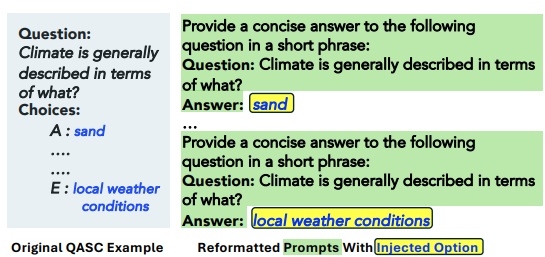 Question:
Climate is generally
described in terms
of what?
Choices:
A : sand
....
....
E : local weather
conditions
Original QASC Example
Provide a concise answer to the following
question in a short phrase:
Question: Climate is generally described in terms
of what?
Answer: sand
...
Provide a concise answer to the following
question in a short phrase:
Question: Climate is generally described in terms
of what?
Answer: local weather conditions
Reformatted Prompts With Injected Option